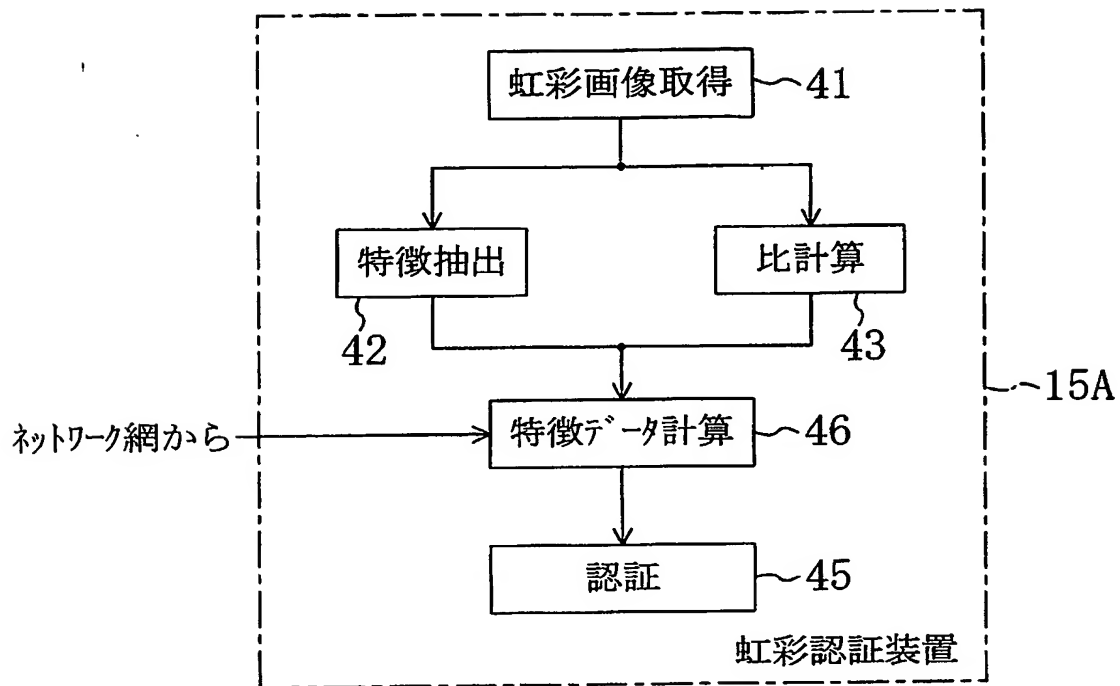 虹彩画像取得 41
特徴抽出
比計算
42
43
15A
ネットワーク網から
特徴データ計算 46
認証 45
虹彩認証装置